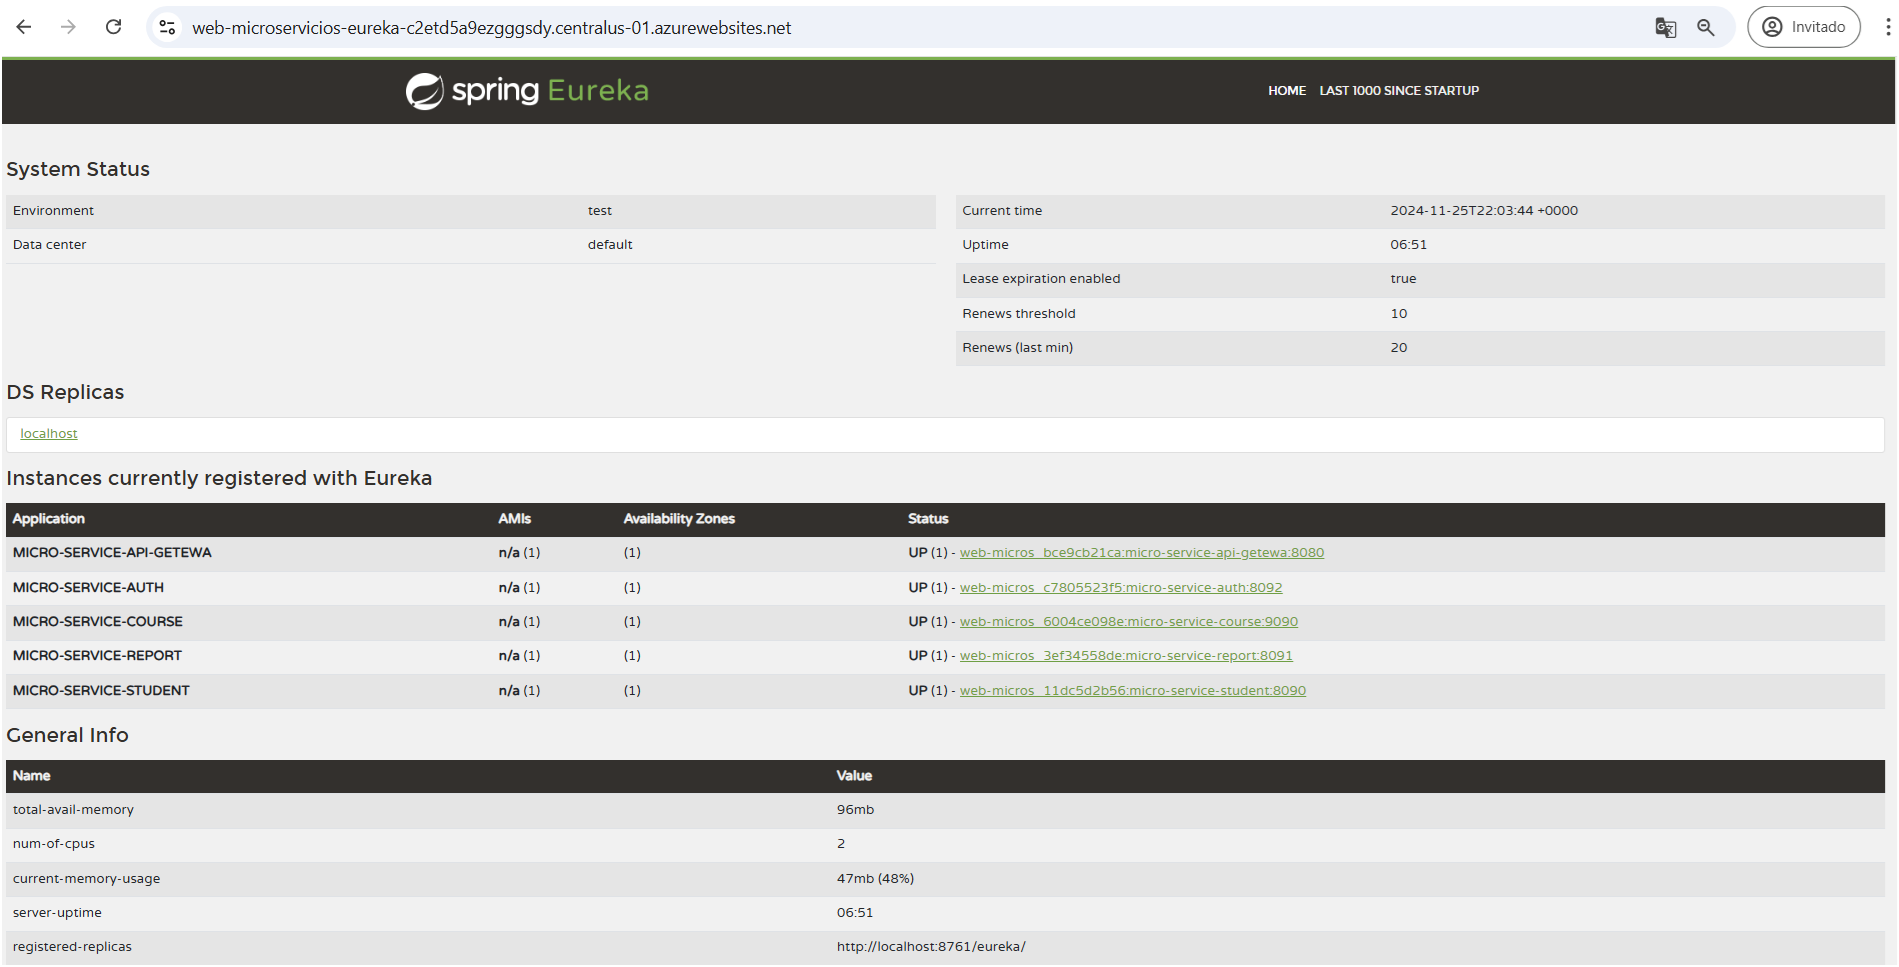 web-microservicios-eureka-c2etd5a9ezgggsdy.centralus-01.azurewebsites.net
Invitado
spring Eureka
HOME LAST 1000 SINCE STARTUP
System Status
Environment test
Data center default
Current time 2024-11-25T22:03:44 +0000
Uptime 06:51
Lease expiration enabled true
Renews threshold 10
Renews (last min) 20
DS Replicas
localhost
Instances currently registered with Eureka
Application AMIs Availability Zones Status
MICRO-SERVICE-API-GETEWA n/a (1) (1) UP (1) - web-micros_bce9cb21ca:micro-service-api-getewa:8080
MICRO-SERVICE-AUTH n/a (1) (1) UP (1) - web-micros_c7805523f5:micro-service-auth:8092
MICRO-SERVICE-COURSE n/a (1) (1) UP (1) - web-micros_6004ce098e:micro-service-course:9090
MICRO-SERVICE-REPORT n/a (1) (1) UP (1) - web-micros_3ef34558de:micro-service-report:8091
MICRO-SERVICE-STUDENT n/a (1) (1) UP (1) - web-micros_11dc5d2b56:micro-service-student:8090
General Info
Name Value
total-avail-memory 96mb
num-of-cpus 2
current-memory-usage 47mb (48%)
server-uptime 06:51
registered-replicas http://localhost:8761/eureka/